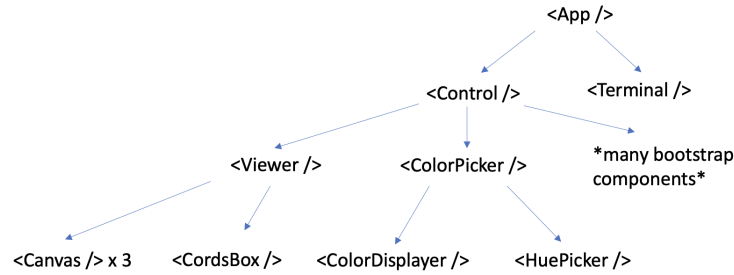 <App />
<Control />
<Terminal />
<Viewer />
<ColorPicker />
*many bootstrap
components*
<Canvas /> x 3
<CordsBox />
<ColorDisplayer />
<HuePicker />